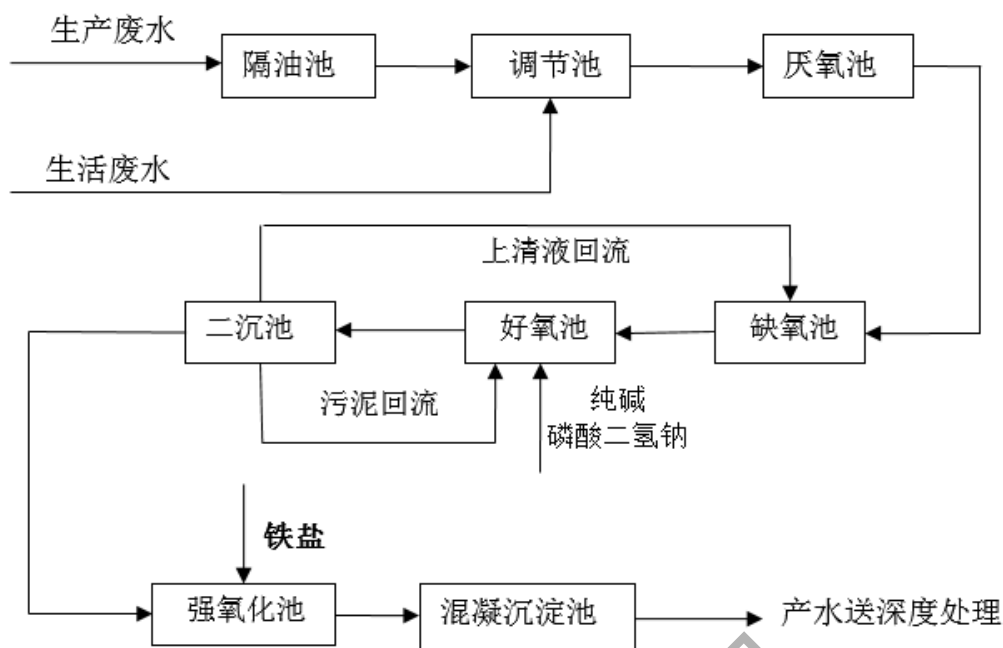 生产废水
隔油池
调节池
厌氧池
生活废水
上清液回流
二沉池
好氧池
缺氧池
污泥回流
纯碱
磷酸二氢钠
铁盐
强氧化池
混凝沉淀池
产水送深度处理